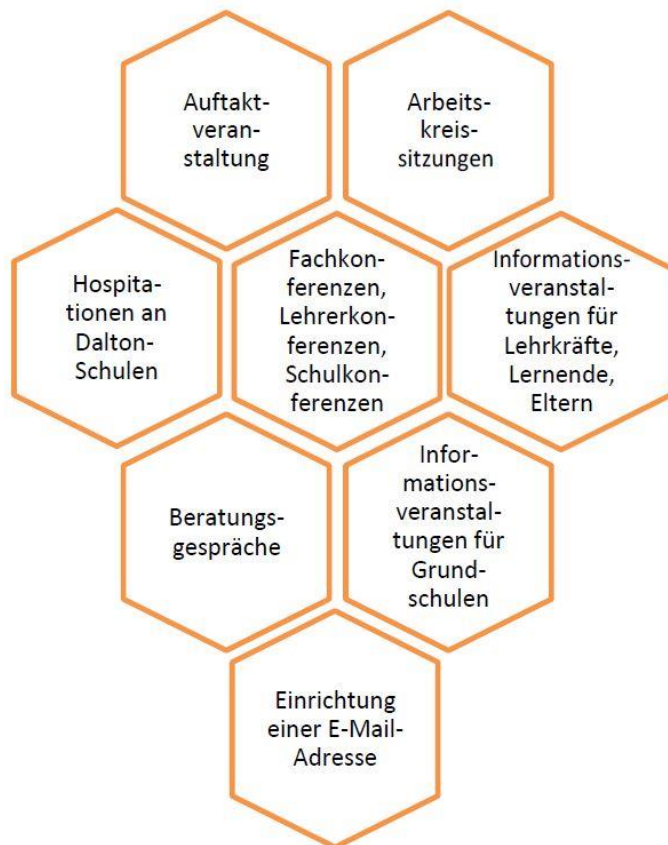 Auftakt-
veran-
staltung
Arbeits-
kreis-
sitzungen
Hospita-
tionen an
Dalton-
Schulen
Fachkon-
ferenzen,
Lehrerkon-
ferenzen,
Schulkon-
ferenzen
Informations-
veranstal-
tungen für
Lehrkräfte,
Lernende,
Eltern
Beratungs-
gespräche
Infor-
mations-
veranstal-
tungen für
Grund-
schulen
Einrichtung
einer E-Mail-
Adresse